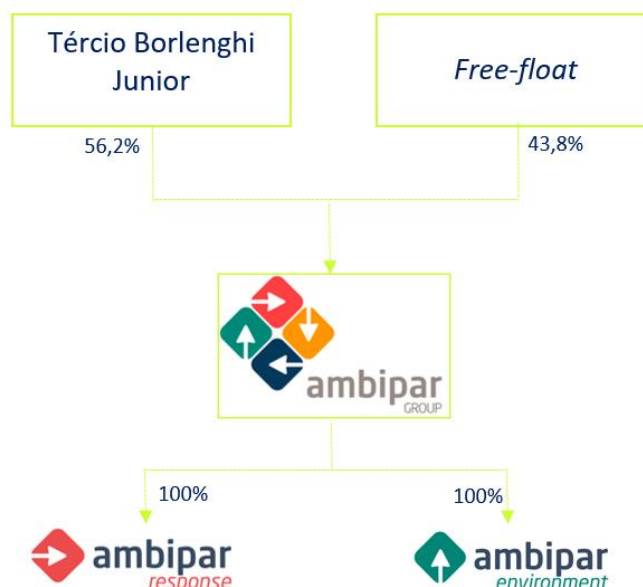 Tércio Borlenghi
Junior
Free-float
56,2%
43,8%
ambipar
GROUP
100%
100%
ambipar
response
ambipar
environment